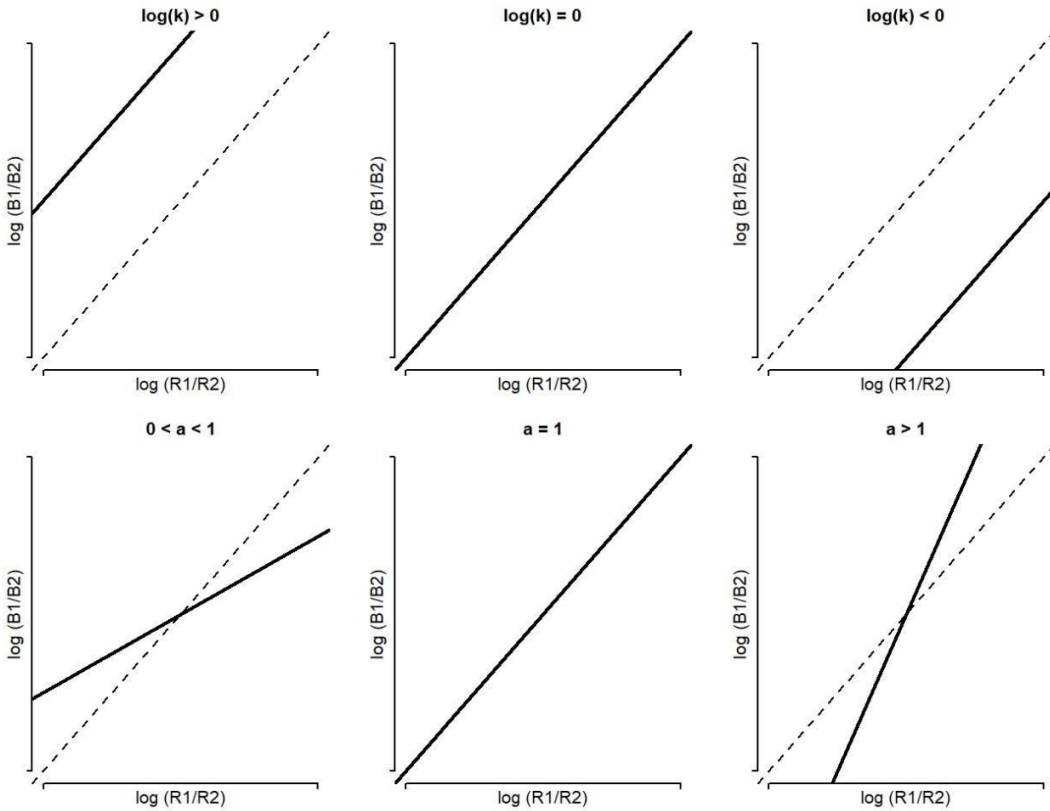 log(k) > 0
log(k) = 0
log(k) < 0
log (B1/B2)
log (B1/B2)
log (B1/B2)
log (R1/R2)
log (R1/R2)
log (R1/R2)
0 < a < 1
a = 1
a > 1
log (B1/B2)
log (B1/B2)
log (B1/B2)
log (R1/R2)
log (R1/R2)
log (R1/R2)